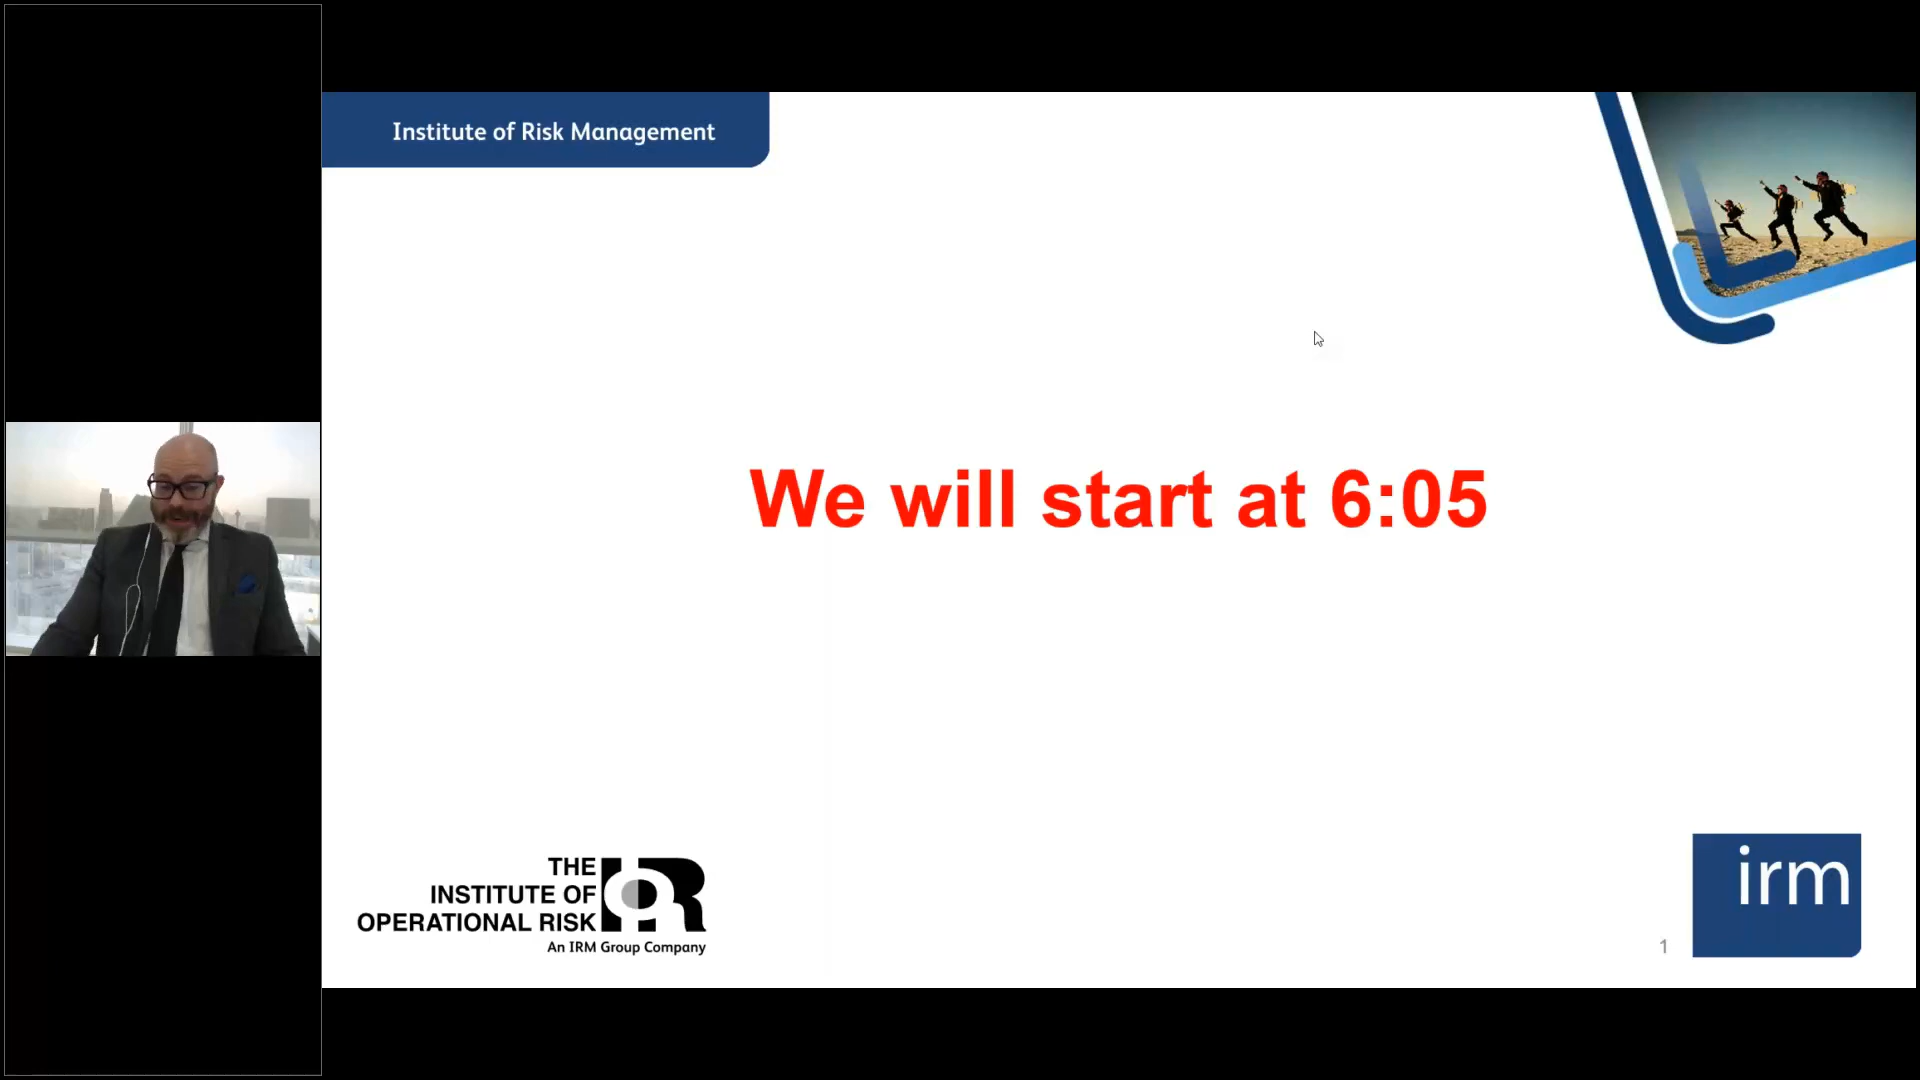 Institute of Risk Management
We will start at 6:05
THE
INSTITUTE OF
OPERATIONAL RISK
IOR
An IRM Group Company
irm
1